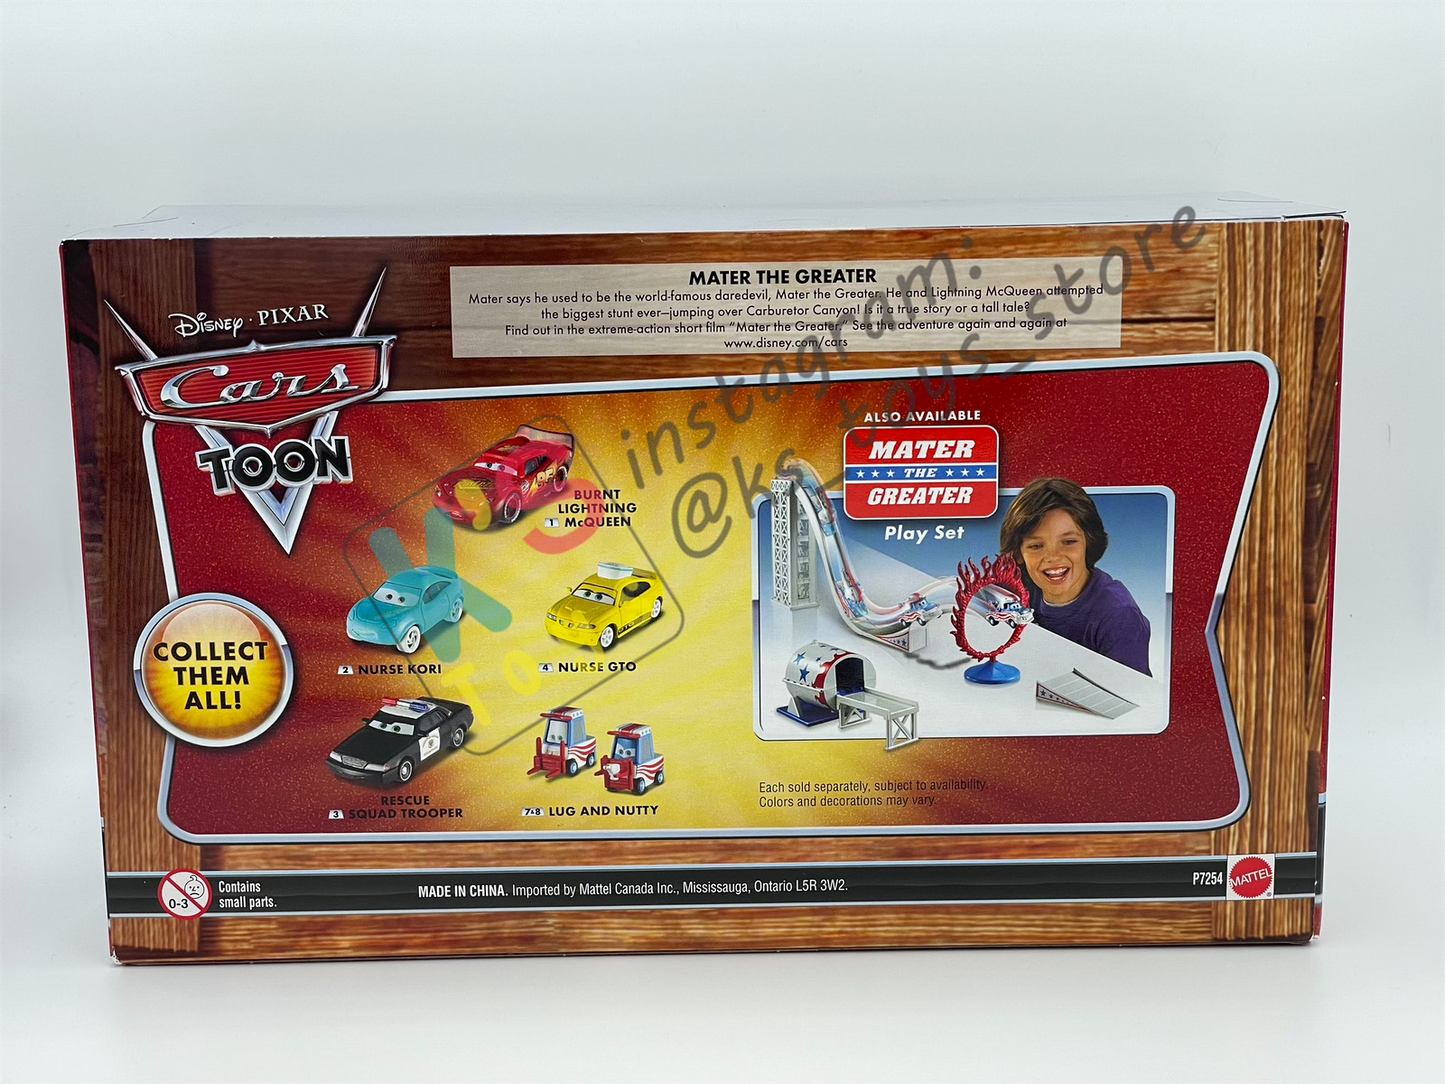 MATER THE GREATER
Mater says he used to be the world-famous daredevil, Mater the Greater. He and Lightning McQueen attempted
the biggest stunt ever—jumping over Carburetor Canyon! Is it a true story or a tall tale?
Find out in the extreme-action short film "Mater the Greater." See the adventure again and again at
www.disney.com/cars
Disney · PIXAR
Cars
TOON
COLLECT
THEM
ALL!
1 BURNT
LIGHTNING
McQUEEN
2 NURSE KORI
4 NURSE GTO
3 RESCUE
SQUAD TROOPER
7&8 LUG AND NUTTY
ALSO AVAILABLE
MATER
THE
GREATER
Play Set
Each sold separately, subject to availability.
Colors and decorations may vary.
0-3
Contains
small parts.
MADE IN CHINA. Imported by Mattel Canada Inc., Mississauga, Ontario L5R 3W2.
P7254
MATTEL
instagram:
@ks_toys_store
K's
TO